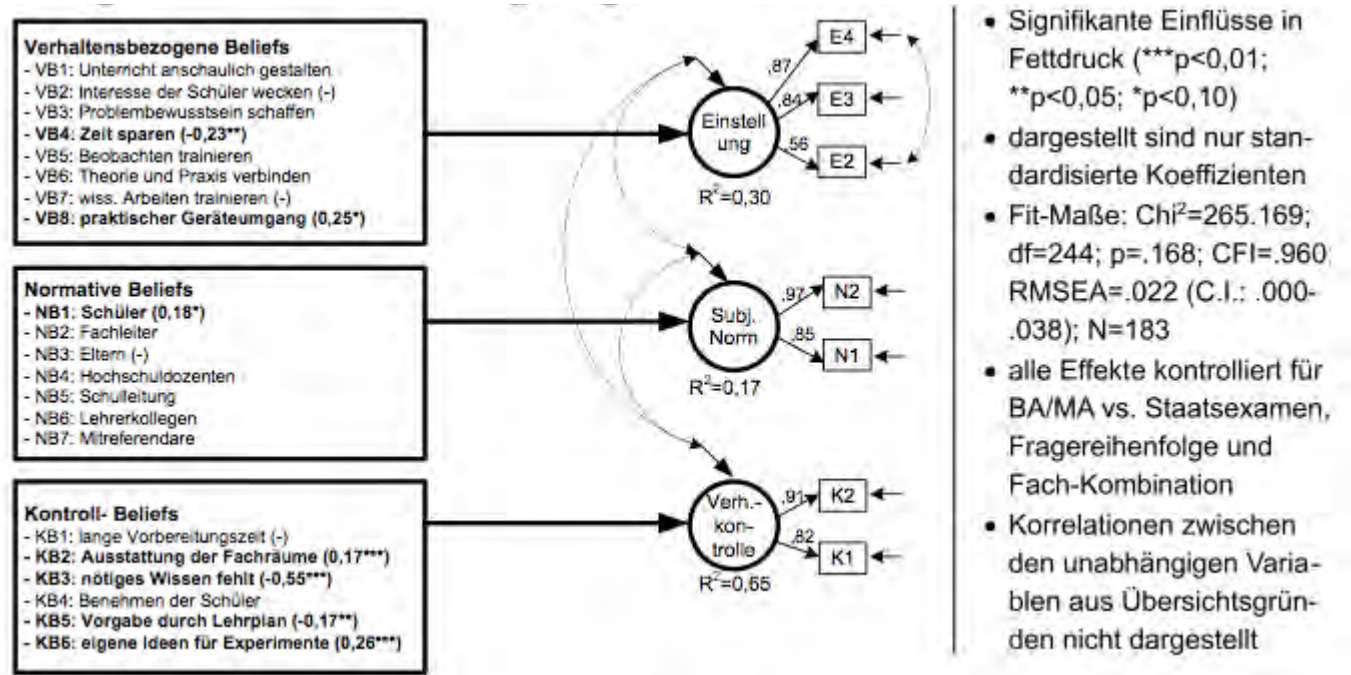 Verhaltensbezogene Beliefs
- VB1: Unterricht anschaulich gestalten
- VB2: Interesse der Schüler wecken (-)
- VB3: Problembewusstsein schaffen
- VB4: Zeit sparen (-0,23**)
- VB5: Beobachten trainieren
- VB6: Theorie und Praxis verbinden
- VB7: wiss. Arbeiten trainieren (-)
- VB8: praktischer Geräteumgang (0,25*)
Normative Beliefs
- NB1: Schüler (0,18*)
- NB2: Fachleiter
- NB3: Eltern (-)
- NB4: Hochschuldozenten
- NB5: Schulleitung
- NB6: Lehrerkollegen
- NB7: Mitreferendare
Kontroll- Beliefs
- KB1: lange Vorbereitungszeit (-)
- KB2: Ausstattung der Fachräume (0,17***)
- KB3: nötiges Wissen fehlt (-0,55***)
- KB4: Benehmen der Schüler
- KB5: Vorgabe durch Lehrplan (-0,17**)
- KB6: eigene Ideen für Experimente (0,26***)
Einstell
ung
R²=0,30
,87
E4
,84
E3
,56
E2
Subj.
Norm
R²=0,17
,97
N2
,85
N1
Verh.-
kon-
trolle
R²=0,65
,91
K2
,82
K1
• Signifikante Einflüsse in
Fettdruck (***p<0,01;
**p<0,05; *p<0,10)
• dargestellt sind nur stan-
dardisierte Koeffizienten
• Fit-Maße: Chi²=265.169;
df=244; p=.168; CFI=.960
RMSEA=.022 (C.I.: .000-
.038); N=183
• alle Effekte kontrolliert für
BA/MA vs. Staatsexamen,
Fragereihenfolge und
Fach-Kombination
• Korrelationen zwischen
den unabhängigen Varia-
blen aus Übersichtsgrün-
den nicht dargestellt